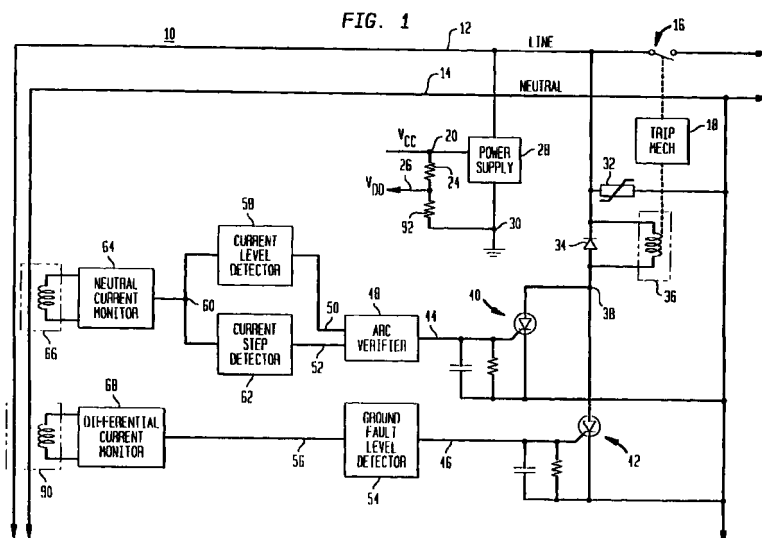 FIG. 1
10
12
LINE
16
14
NEUTRAL
VCC
20
POWER SUPPLY
28
TRIP MECH
18
26
24
32
VDD
92
30
58
CURRENT LEVEL DETECTOR
34
64
NEUTRAL CURRENT MONITOR
40
36
60
50
48
44
38
CURRENT STEP DETECTOR
ARC VERIFIER
66
52
62
68
DIFFERENTIAL CURRENT MONITOR
GROUND FAULT LEVEL DETECTOR
56
46
42
90
54